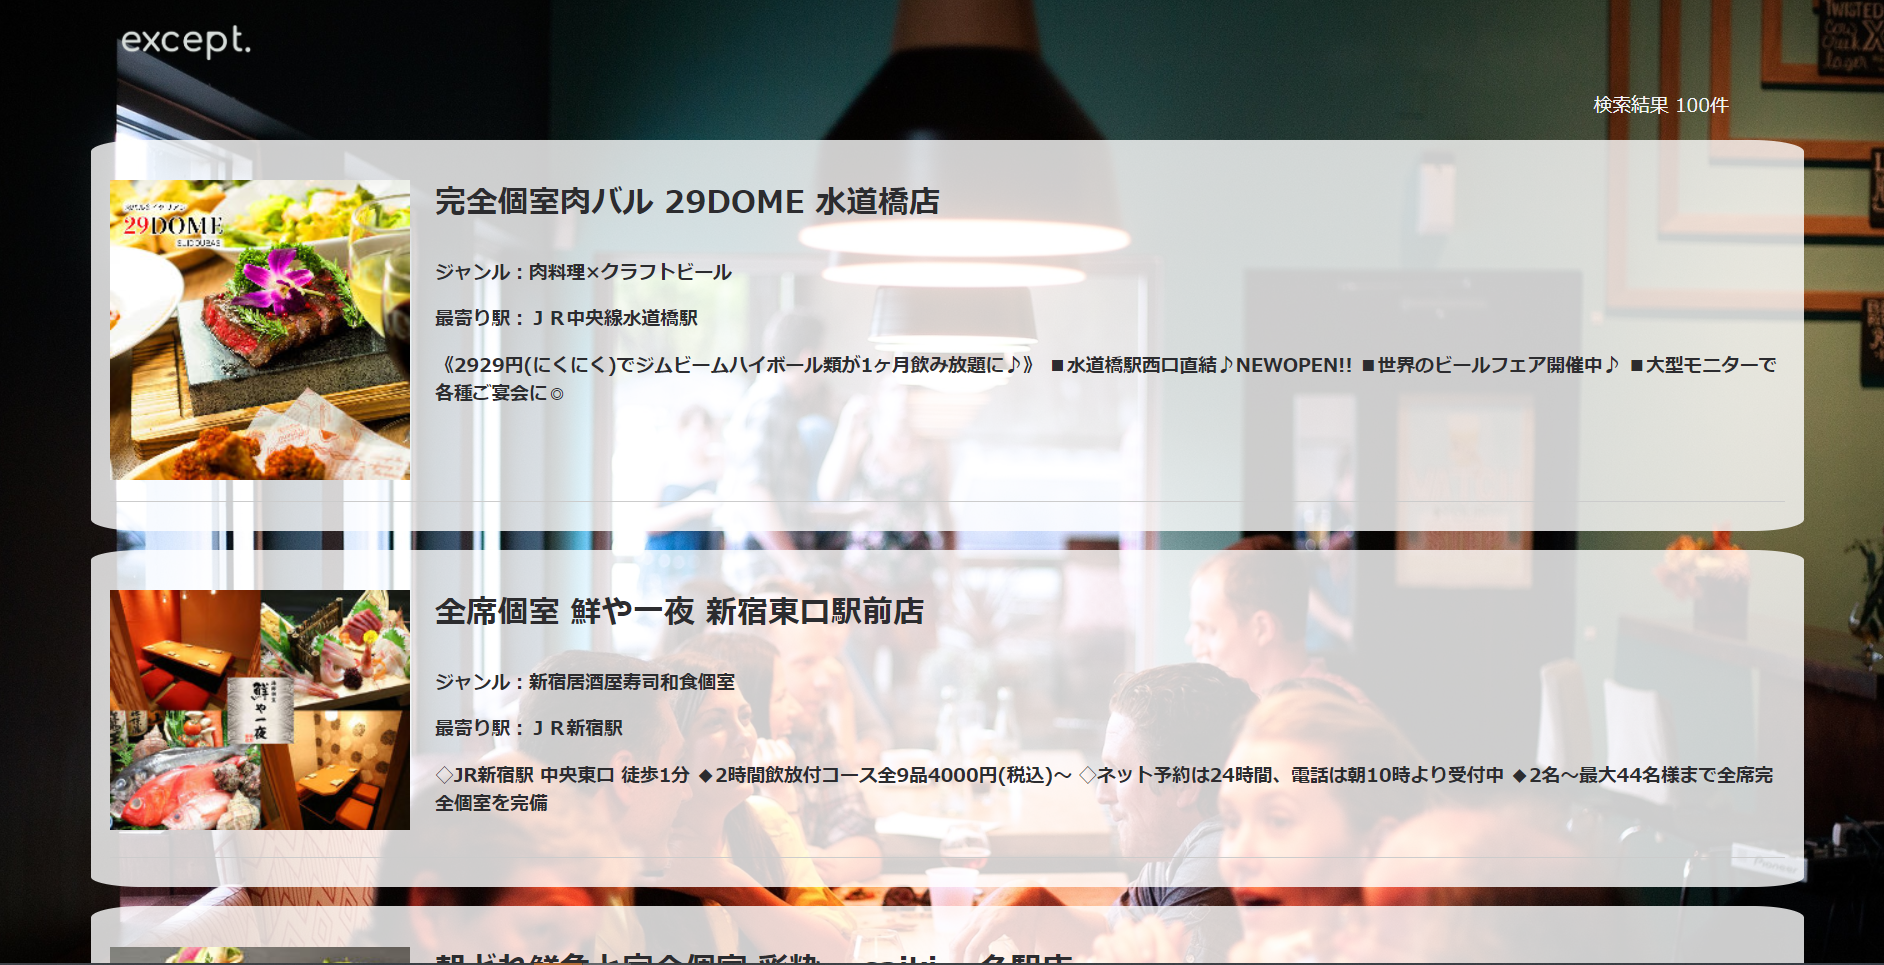 except.
TWISTED
検索結果 100件
29DOME
SUIDOUBASHI
完全個室肉バル 29DOME 水道橋店
ジャンル：肉料理×クラフトビール
最寄り駅：ＪＲ中央線水道橋駅
《2929円(にくにく)でジムビームハイボール類が1ヶ月飲み放題に♪》 ■水道橋駅西口直結♪NEWOPEN!! ■世界のビールフェア開催中♪ ■大型モニターで
各種ご宴会に◎
鮮や一夜
全席個室 鮮や一夜 新宿東口駅前店
ジャンル：新宿居酒屋寿司和食個室
最寄り駅：ＪＲ新宿駅
◇JR新宿駅 中央東口 徒歩1分 ◆2時間飲放付コース全9品4000円(税込)～ ◇ネット予約は24時間、電話は朝10時より受付中 ◆2名～最大44名様まで全席完
全個室を完備
Pioneer